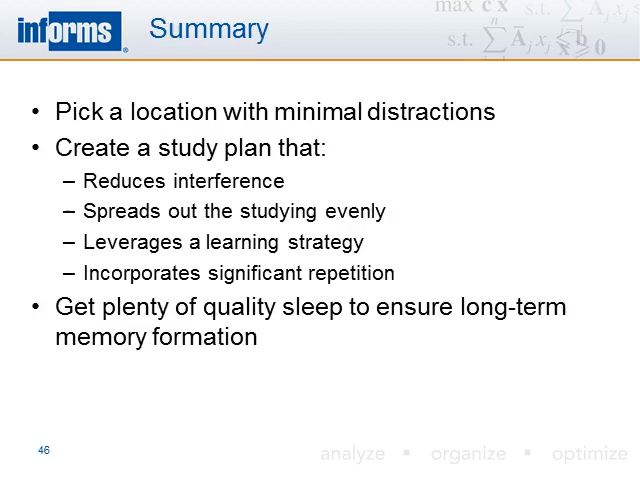 informs®
Summary
max c x s.t. ∑ A j x j ≤
s.t. ∑ A̅ j x j ≤ b
x ≥ 0
• Pick a location with minimal distractions
• Create a study plan that:
– Reduces interference
– Spreads out the studying evenly
– Leverages a learning strategy
– Incorporates significant repetition
• Get plenty of quality sleep to ensure long-term
memory formation
46
analyze ▪ organize ▪ optimize